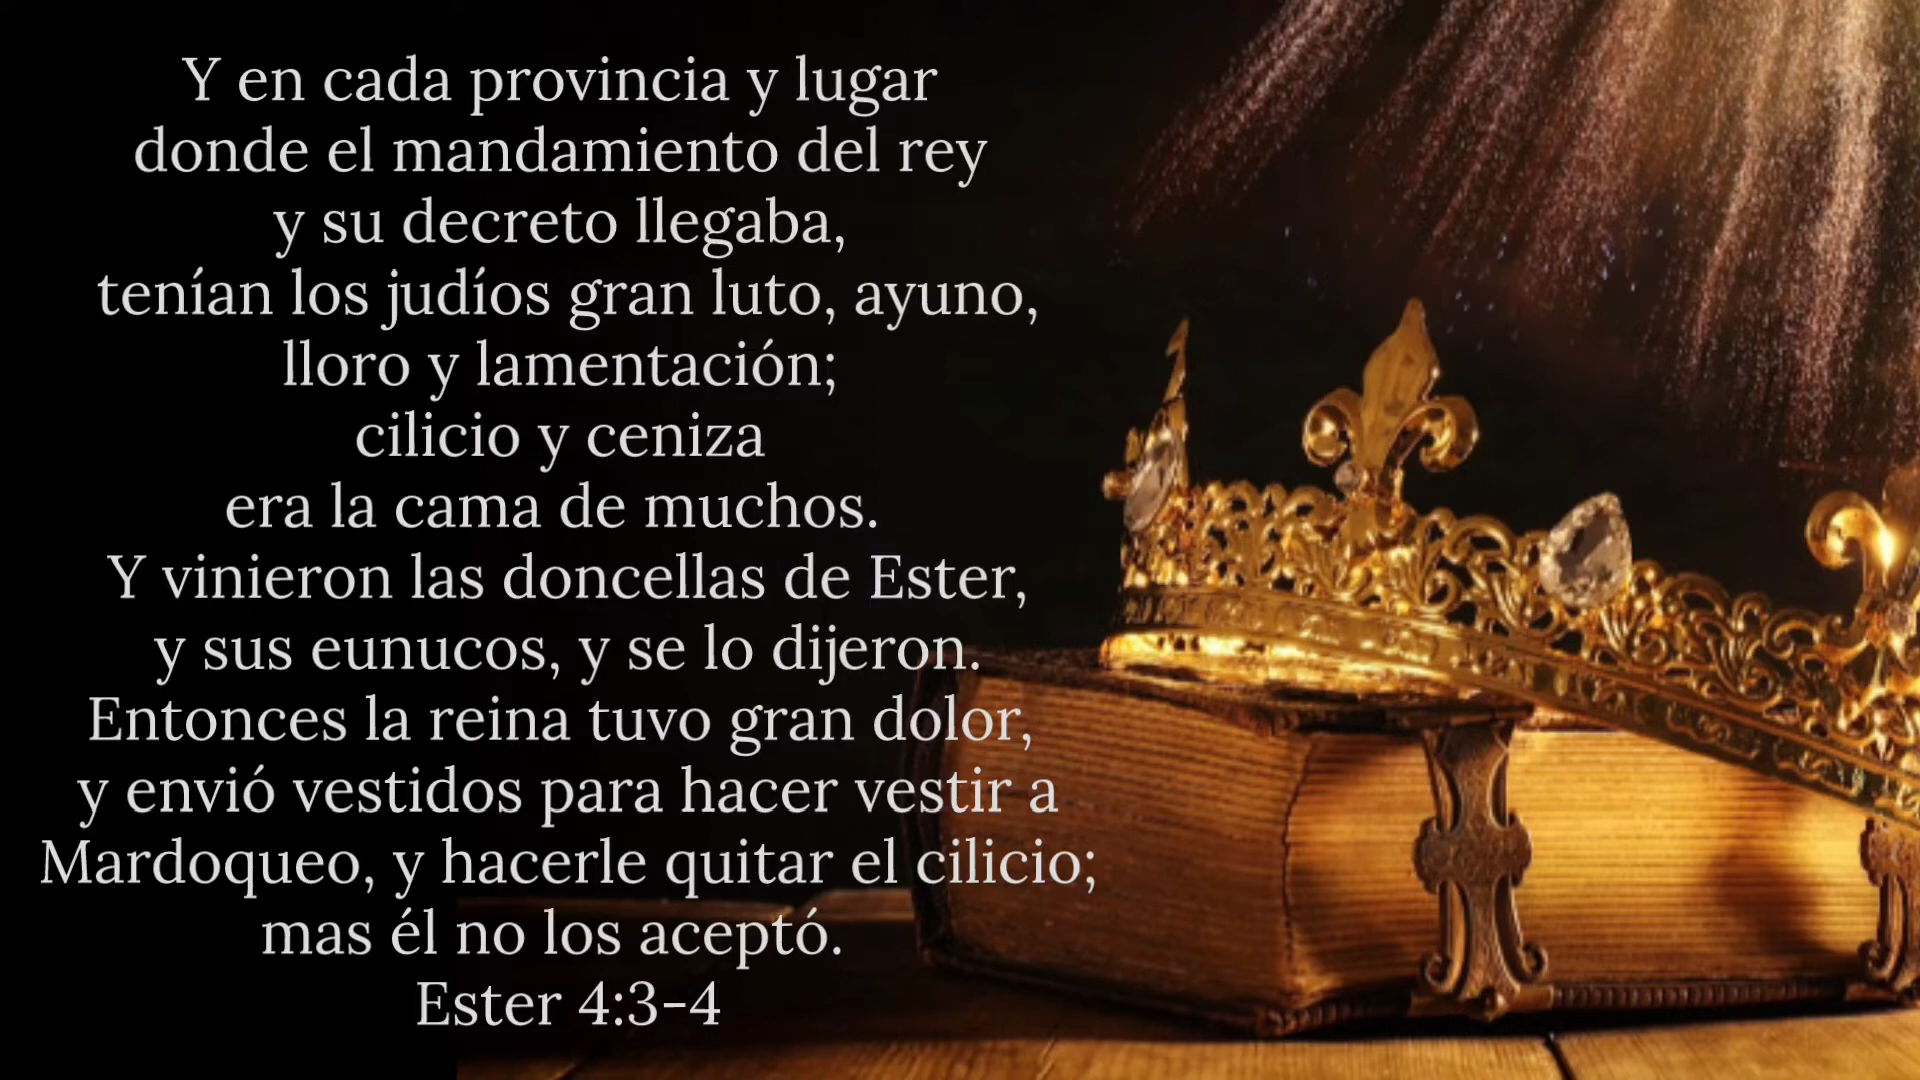 Y en cada provincia y lugar
donde el mandamiento del rey
y su decreto llegaba,
tenían los judíos gran luto, ayuno,
lloro y lamentación;
cilicio y ceniza
era la cama de muchos.
Y vinieron las doncellas de Ester,
y sus eunucos, y se lo dijeron.
Entonces la reina tuvo gran dolor,
y envió vestidos para hacer vestir a
Mardoqueo, y hacerle quitar el cilicio;
mas él no los aceptó.
Ester 4:3-4